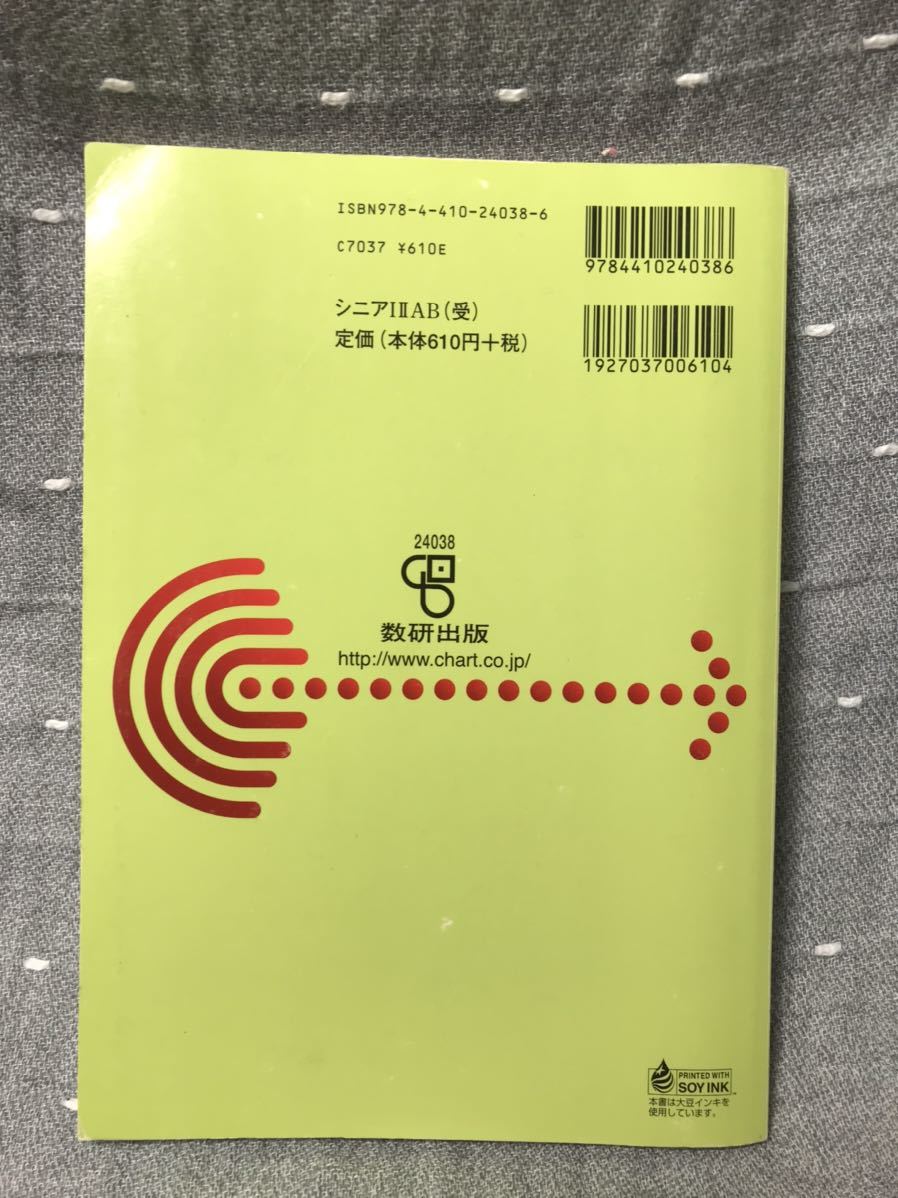 ISBN978-4-410-24038-6
C7037 ¥610E
9784410240386
シニアⅠⅡAB(受)
定価(本体610円+税)
1927037006104
24038
数研出版
http://www.chart.co.jp/
PRINTED WITH
SOY INK™
本書は大豆インキを
使用しています。